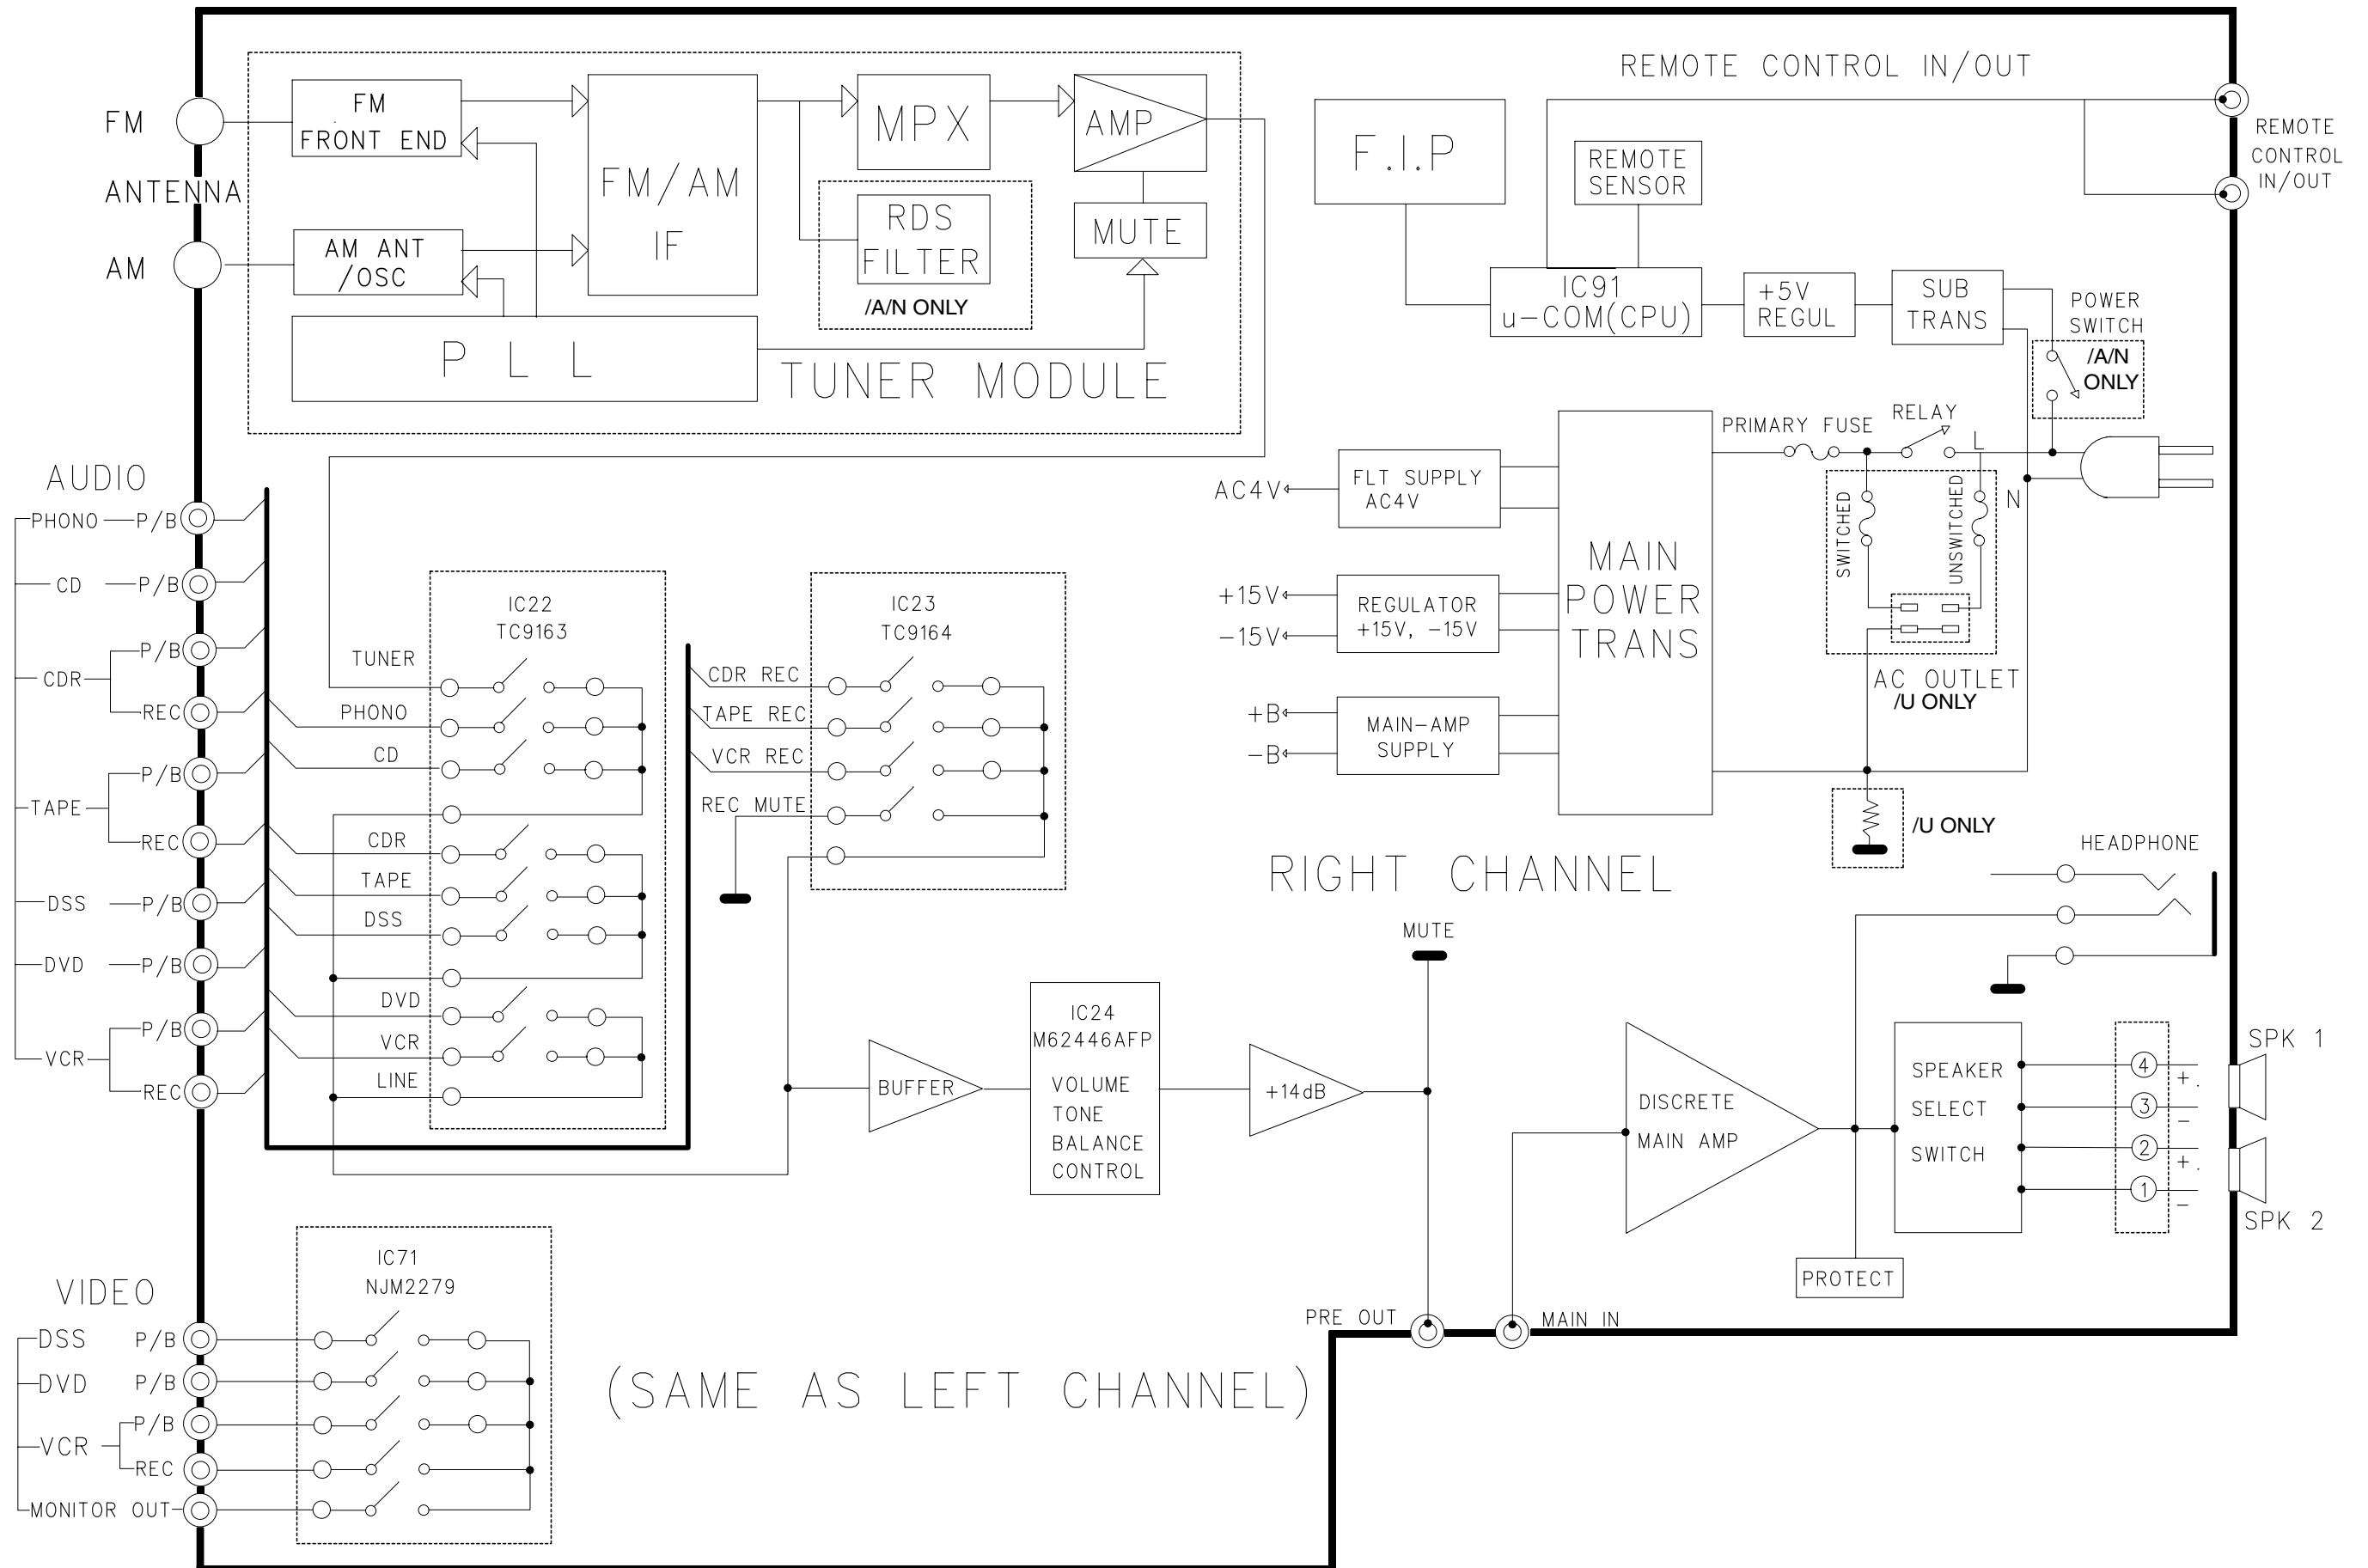 FM
ANTENNA
AM
FM
FRONT END
AM ANT
/OSC
FM/AM
IF
MPX
RDS
FILTER
/A/N ONLY
AMP
MUTE
P L L
TUNER MODULE
REMOTE CONTROL IN/OUT
F.I.P
REMOTE
SENSOR
REMOTE
CONTROL
IN/OUT
IC91
u-COM(CPU)
+5V
REGUL
SUB
TRANS
POWER
SWITCH
/A/N
ONLY
PRIMARY FUSE
RELAY
L
N
SWITCHED
UNSWITCHED
AC OUTLET
/U ONLY
/U ONLY
AC4V
FLT SUPPLY
AC4V
+15V
-15V
REGULATOR
+15V, -15V
+B
-B
MAIN-AMP
SUPPLY
MAIN
POWER
TRANS
AUDIO
PHONO
P/B
CD
P/B
CDR
P/B
REC
TAPE
P/B
REC
DSS
P/B
DVD
P/B
VCR
P/B
REC
IC22
TC9163
TUNER
PHONO
CD
CDR
TAPE
DSS
DVD
VCR
LINE
IC23
TC9164
CDR REC
TAPE REC
VCR REC
REC MUTE
RIGHT CHANNEL
HEADPHONE
MUTE
BUFFER
IC24
M62446AFP
VOLUME
TONE
BALANCE
CONTROL
+14dB
DISCRETE
MAIN AMP
SPEAKER
SELECT
SWITCH
4
+
3
-
2
+
1
-
SPK 1
SPK 2
PROTECT
PRE OUT
MAIN IN
VIDEO
DSS
P/B
DVD
P/B
VCR
P/B
REC
MONITOR OUT
IC71
NJM2279
(SAME AS LEFT CHANNEL)